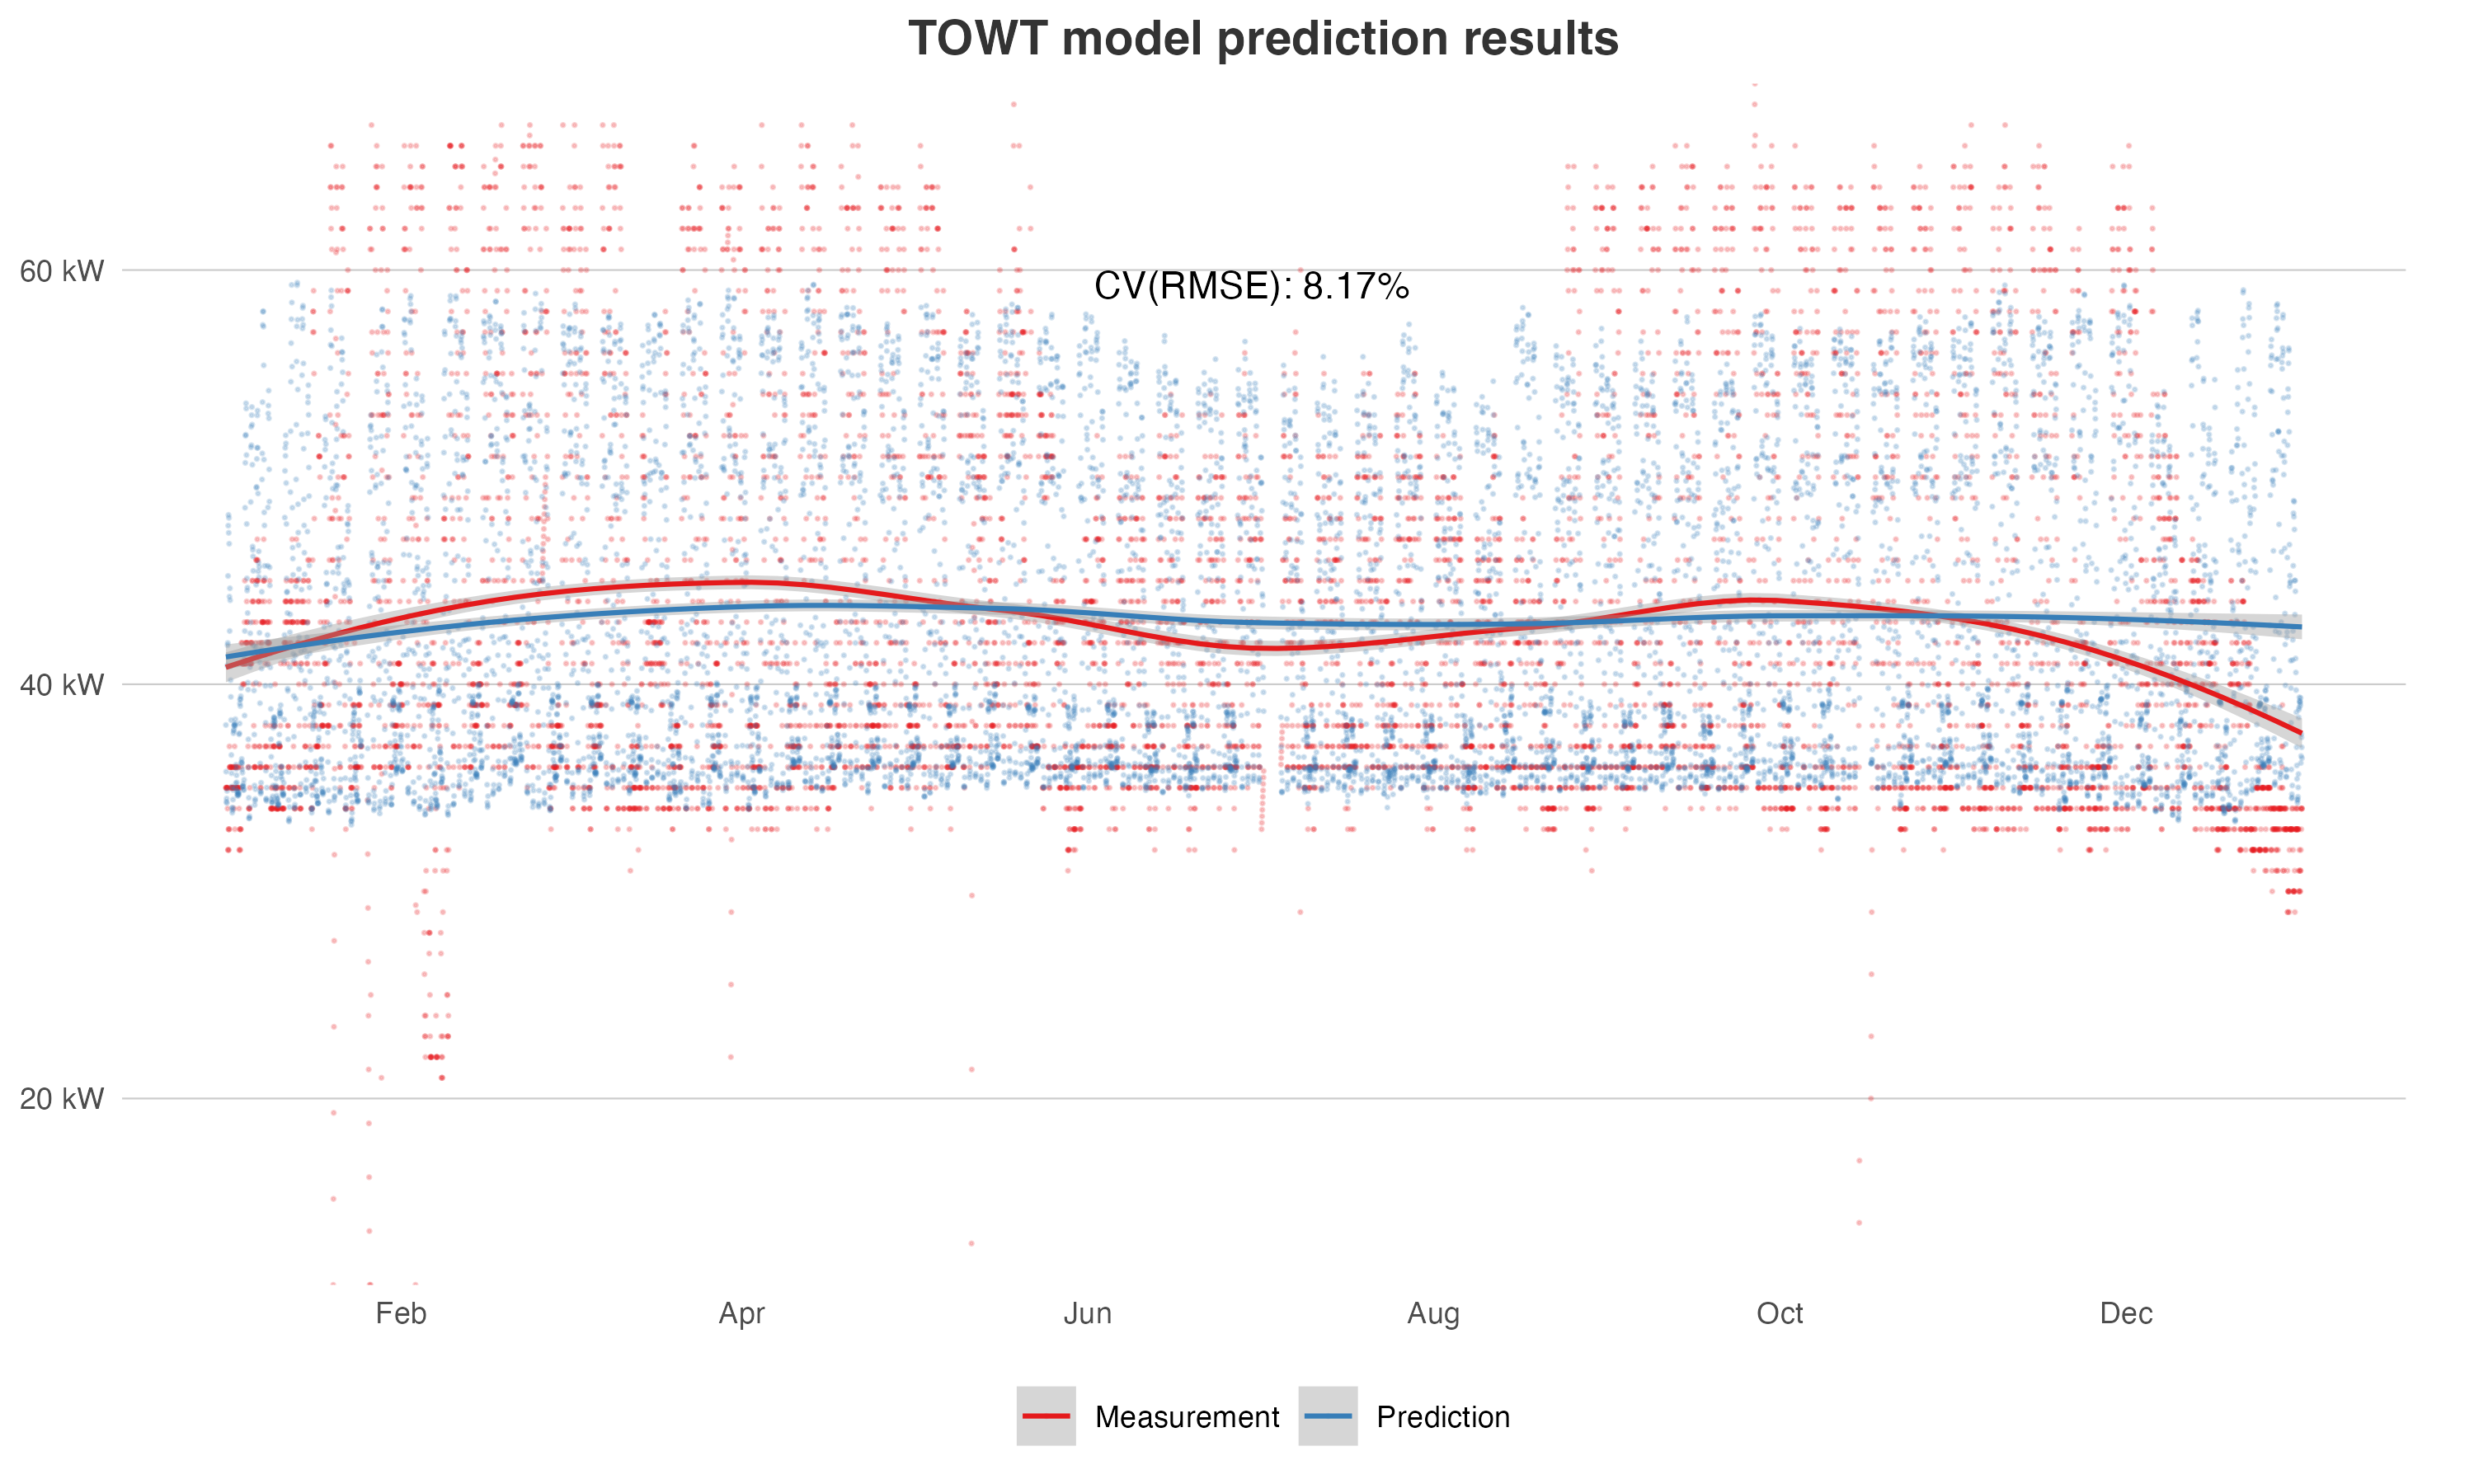 TOWT model prediction results
60 kW
CV(RMSE): 8.17%
40 kW
20 kW
Feb Apr Jun Aug Oct Dec
Measurement Prediction